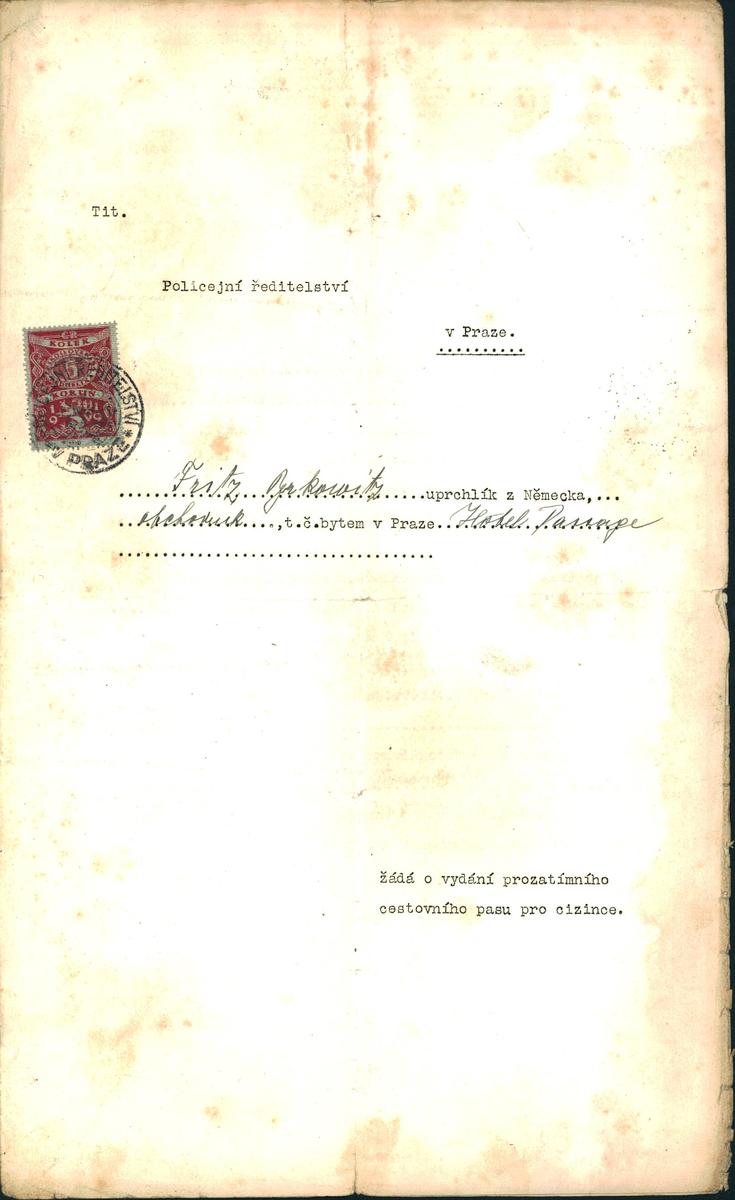 Tit.
Policejní ředitelství
v Praze.
..........
KOLEK
KORUN
ŘEDITELSTVÍ * V PRAZE *
......Fritz ... Berkowitz.....uprchlík z Německa,...
..obchodník....,t.č.bytem v Praze..Hotel Passage
...................................
žádá o vydání prozatímního
cestovního pasu pro cizince.